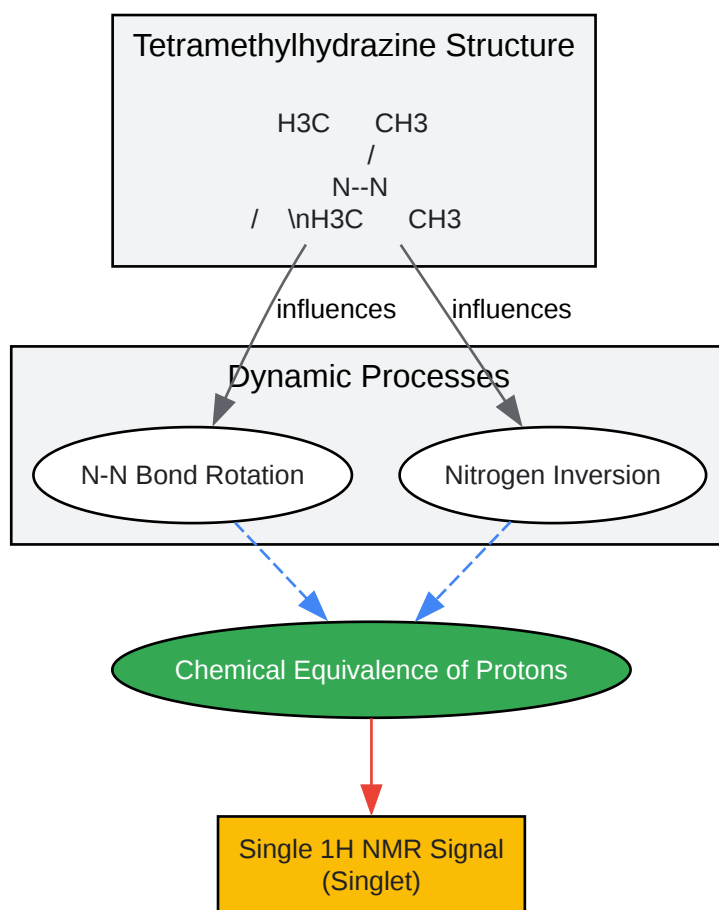 Tetramethylhydrazine Structure
H3C CH3
/
N--N
/ \nH3C CH3
influences influences
Dynamic Processes
N-N Bond Rotation Nitrogen Inversion
Chemical Equivalence of Protons
Single 1H NMR Signal
(Singlet)